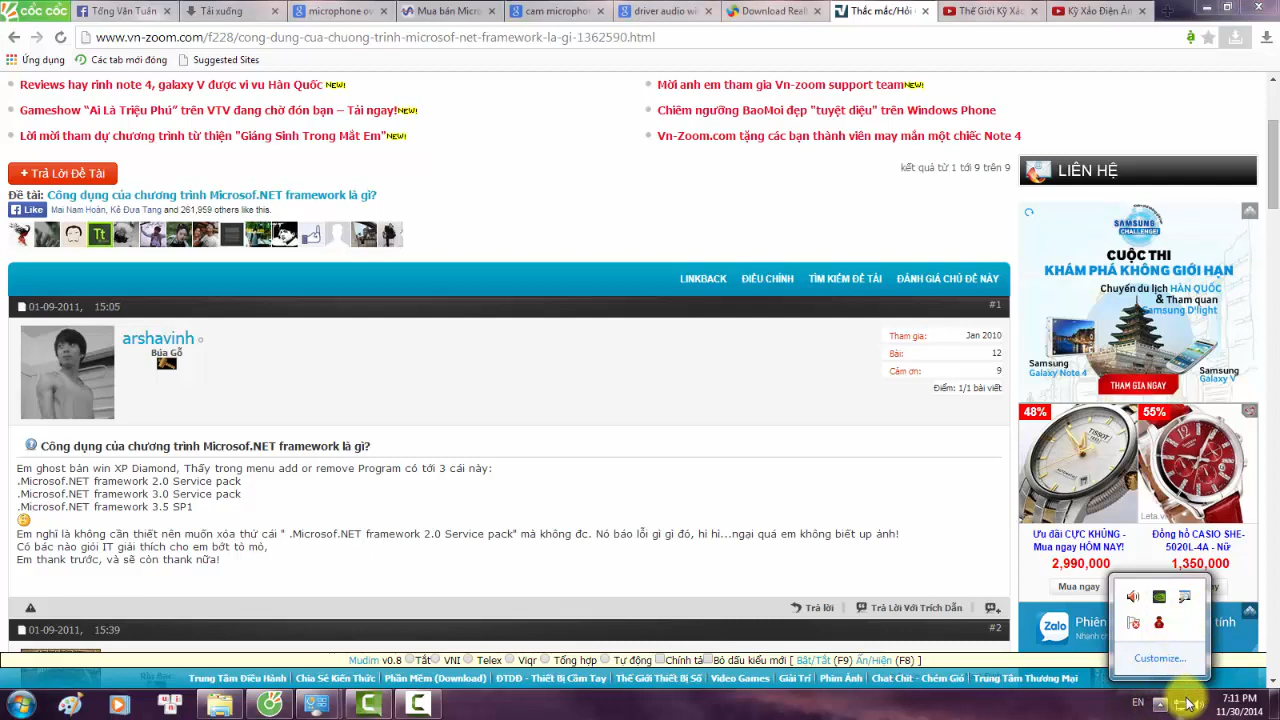 cốc cốc
Tống Văn Tuấn
Tải xuống
microphone ov
Mua bán Micro
cam microphon
driver audio wi
Download Realt
Thắc mắc/Hỏi
Thế Giới Kỹ Xả
Kỹ Xảo Điện Ản
www.vn-zoom.com/f228/cong-dung-cua-chuong-trinh-microsof-net-framework-la-gi-1362590.html
Ứng dụng
Các tab mới đóng
Suggested Sites
Reviews hay rinh note 4, galaxy V được vi vu Hàn Quốc NEW!
Mời anh em tham gia Vn-zoom support team NEW!
Gameshow “Ai Là Triệu Phú” trên VTV đang chờ đón bạn – Tải ngay! NEW!
Chiêm ngưỡng BaoMoi đẹp "tuyệt diệu" trên Windows Phone
Lời mời tham dự chương trình từ thiện "Giáng Sinh Trong Mắt Em" NEW!
Vn-Zoom.com tặng các bạn thành viên may mắn một chiếc Note 4
+ Trả Lời Đề Tài
kết quả từ 1 tới 9 trên 9
LIÊN HỆ
Đề tài: Công dụng của chương trình Microsof.NET framework là gì?
Like Mai Nam Hoàn, Kẻ Đưa Tang and 261,959 others like this.
Tt
SAMSUNG CHALLENGE!
CUỘC THI
KHÁM PHÁ KHÔNG GIỚI HẠN
Chuyến du lịch HÀN QUỐC
& Tham quan
Samsung D'light
Samsung
Galaxy Note 4
Samsung
Galaxy V
THAM GIA NGAY
LINKBACK ĐIỀU CHỈNH TÌM KIẾM ĐỀ TÀI ĐÁNH GIÁ CHỦ ĐỀ NÀY
01-09-2011, 15:05 #1
arshavinh
Búa Gỗ
Tham gia: Jan 2010
Bài: 12
Cảm ơn: 9
Điểm: 1/1 bài viết
Công dụng của chương trình Microsof.NET framework là gì?
Em ghost bản win XP Diamond, Thấy trong menu add or remove Program có tới 3 cái này:
.Microsof.NET framework 2.0 Service pack
.Microsof.NET framework 3.0 Service pack
.Microsof.NET framework 3.5 SP1
Em nghĩ là không cần thiết nên muốn xóa thử cái " .Microsof.NET framework 2.0 Service pack" mà không đc. Nó báo lỗi gì gì đó, hi hi...ngại quá em không biết up ảnh!
Có bác nào giỏi IT giải thích cho em bớt tò mò,
Em thank trước, và sẽ còn thank nữa!
48%
55%
TISSOT
Leta.vn
Ưu đãi CỰC KHỦNG -
Mua ngay HÔM NAY!
Đồng hồ CASIO SHE-
5020L-4A - Nữ
2,990,000
1,350,000
Mua ngay
Trả lời
Trả Lời Với Trích Dẫn
01-09-2011, 15:39 #2
Zalo
Phiên
tính
Customize...
Mudim v0.8 Tắt VNI Telex Viqr Tổng hợp Tự động Chính tả Bỏ dấu kiểu mới [ Bật/Tắt (F9) Ẩn/Hiện (F8) ]
Trung Tâm Điều Hành Chia Sẻ Kiến Thức Phần Mềm (Download) ĐTDĐ - Thiết Bị Cầm Tay Thế Giới Thiết Bị Số Video Games Giải Trí Phim Ảnh Chat Chit - Chém Gió Trung Tâm Thương Mại
EN
7:11 PM
11/30/2014